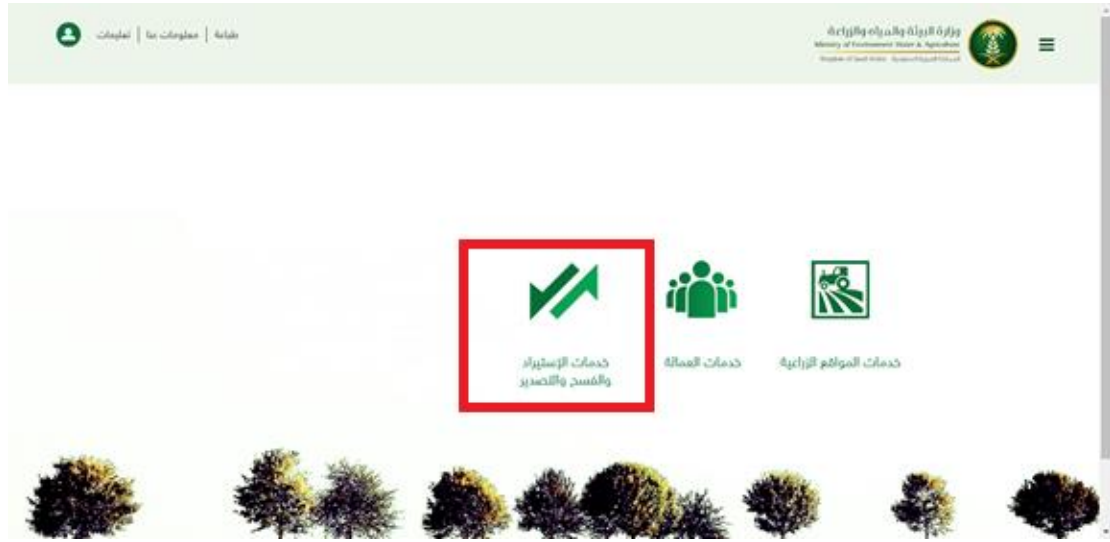 وزارة البيئة والمياه والزراعة
Ministry of Environment Water & Agriculture
طباعة | معلومات عنا | تعليمات
خدمات المواقع الزراعية
خدمات العمالة
خدمات الإستيراد
والفسح والتصدير